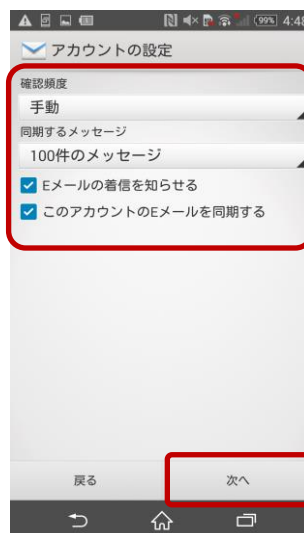 99% 4:48
アカウントの設定
確認頻度
手動
同期するメッセージ
100件のメッセージ
Eメールの着信を知らせる
このアカウントのEメールを同期する
戻る
次へ